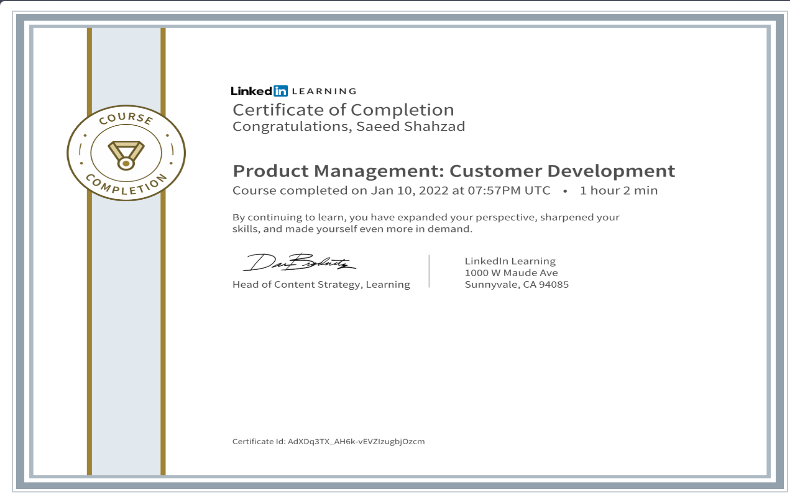 COURSE
COMPLETION
Linked in LEARNING
Certificate of Completion
Congratulations, Saeed Shahzad
Product Management: Customer Development
Course completed on Jan 10, 2022 at 07:57PM UTC • 1 hour 2 min
By continuing to learn, you have expanded your perspective, sharpened your
skills, and made yourself even more in demand.
Head of Content Strategy, Learning
LinkedIn Learning
1000 W Maude Ave
Sunnyvale, CA 94085
Certificate Id: AdXDq3TX_AH6k-vEVZIzugbjOzcm